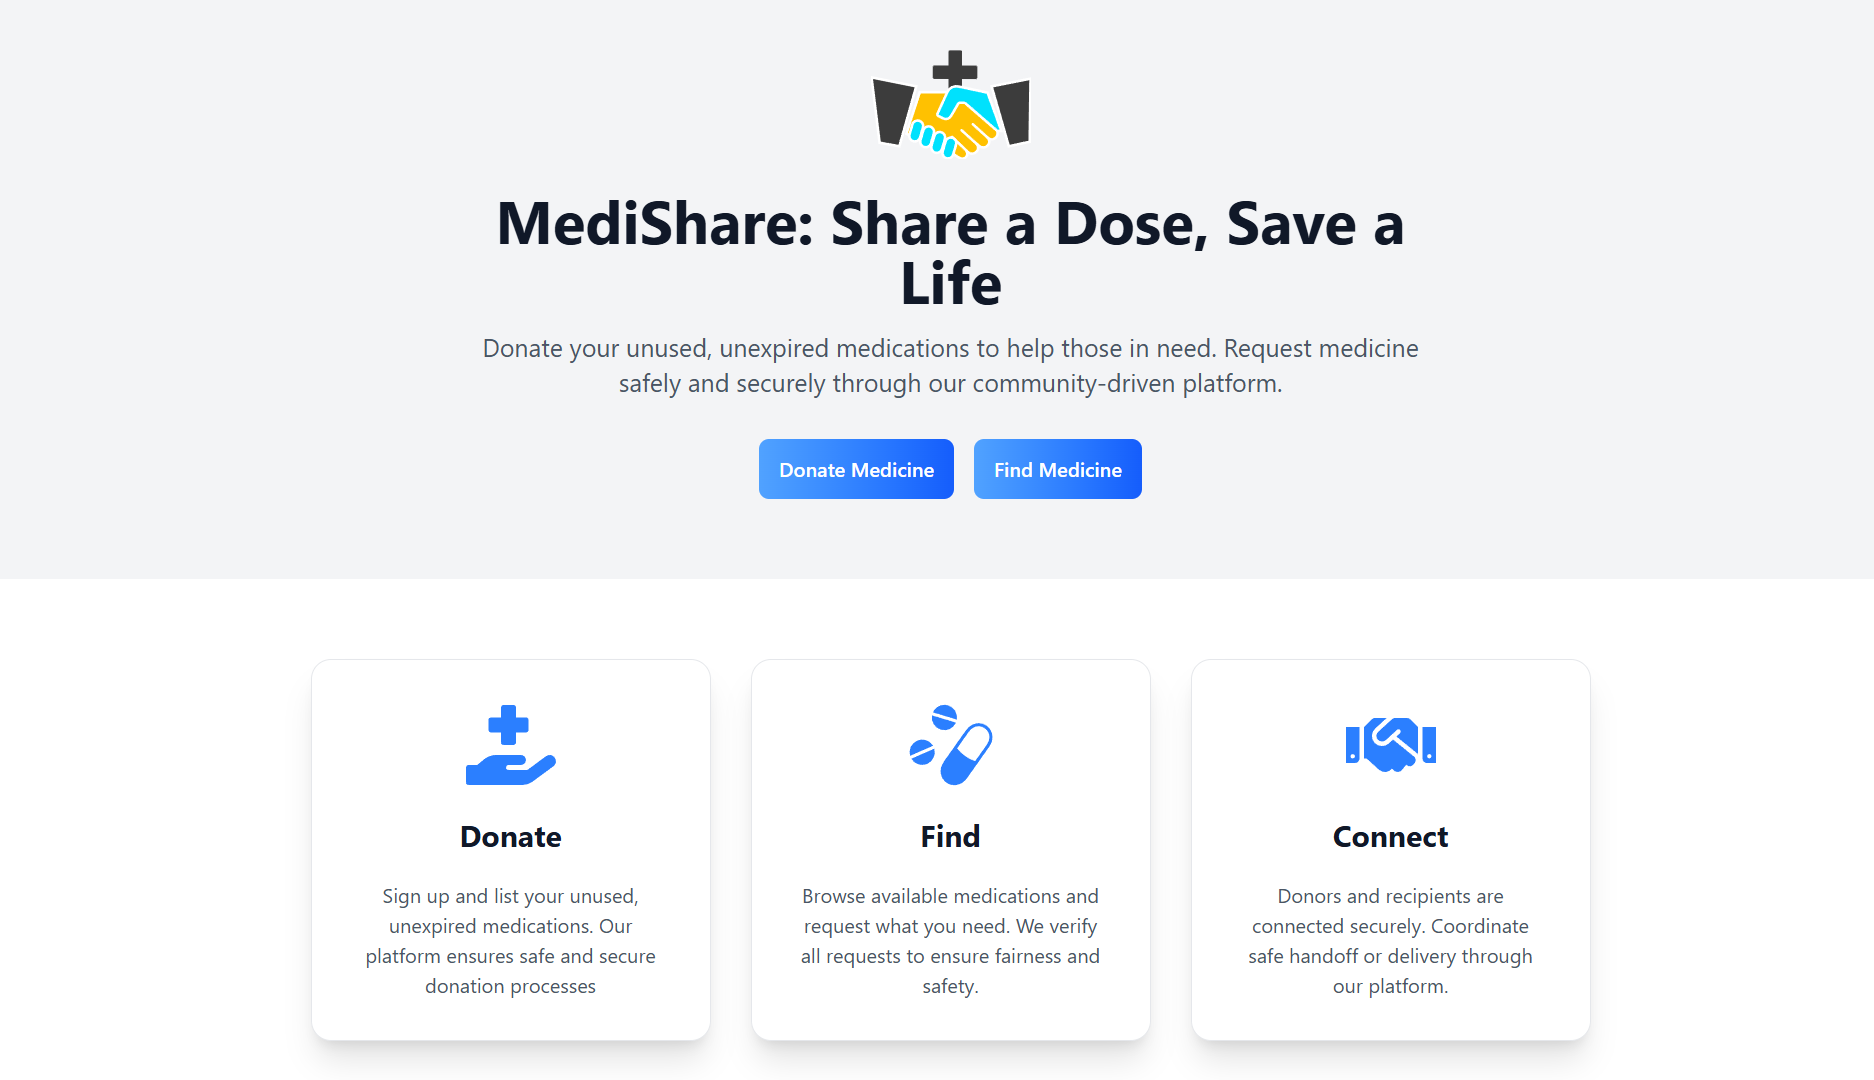 MediShare: Share a Dose, Save a
Life
Donate your unused, unexpired medications to help those in need. Request medicine
safely and securely through our community-driven platform.
Donate Medicine
Find Medicine
Donate
Sign up and list your unused,
unexpired medications. Our
platform ensures safe and secure
donation processes
Find
Browse available medications and
request what you need. We verify
all requests to ensure fairness and
safety.
Connect
Donors and recipients are
connected securely. Coordinate
safe handoff or delivery through
our platform.